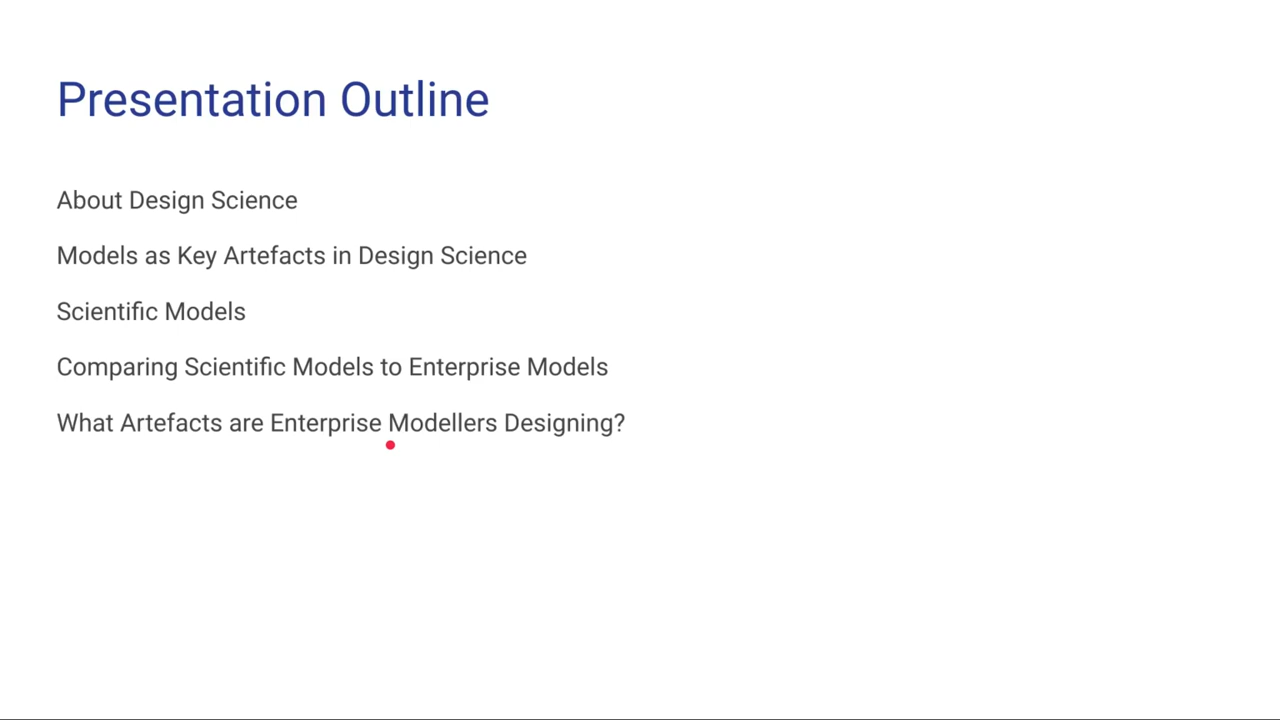 Presentation Outline
About Design Science
Models as Key Artefacts in Design Science
Scientific Models
Comparing Scientific Models to Enterprise Models
What Artefacts are Enterprise Modellers Designing?